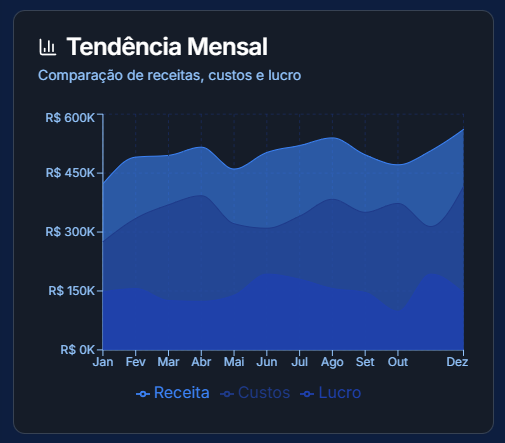 Tendência Mensal
Comparação de receitas, custos e lucro
R$ 600K
R$ 450K
R$ 300K
R$ 150K
R$ 0K
Jan Fev Mar Abr Mai Jun Jul Ago Set Out Dez
Receita Custos Lucro